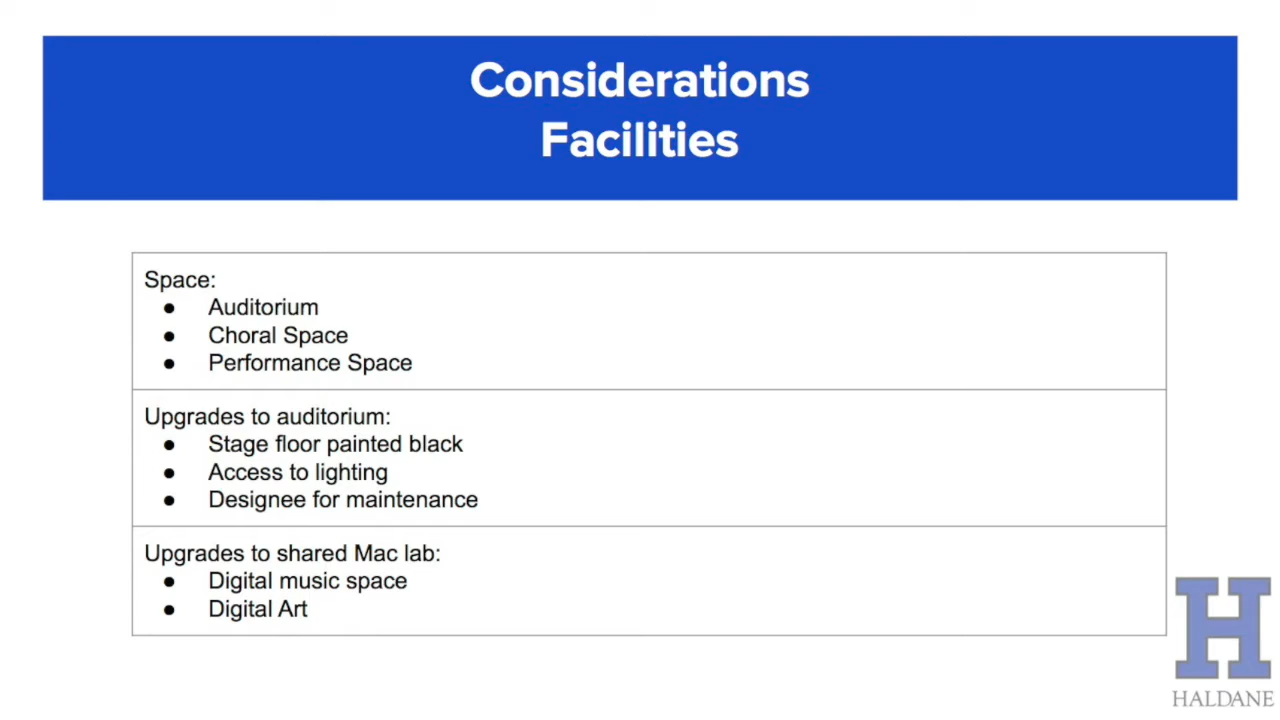 Considerations
Facilities
Space:
● Auditorium
● Choral Space
● Performance Space
Upgrades to auditorium:
● Stage floor painted black
● Access to lighting
● Designee for maintenance
Upgrades to shared Mac lab:
● Digital music space
● Digital Art
H
HALDANE